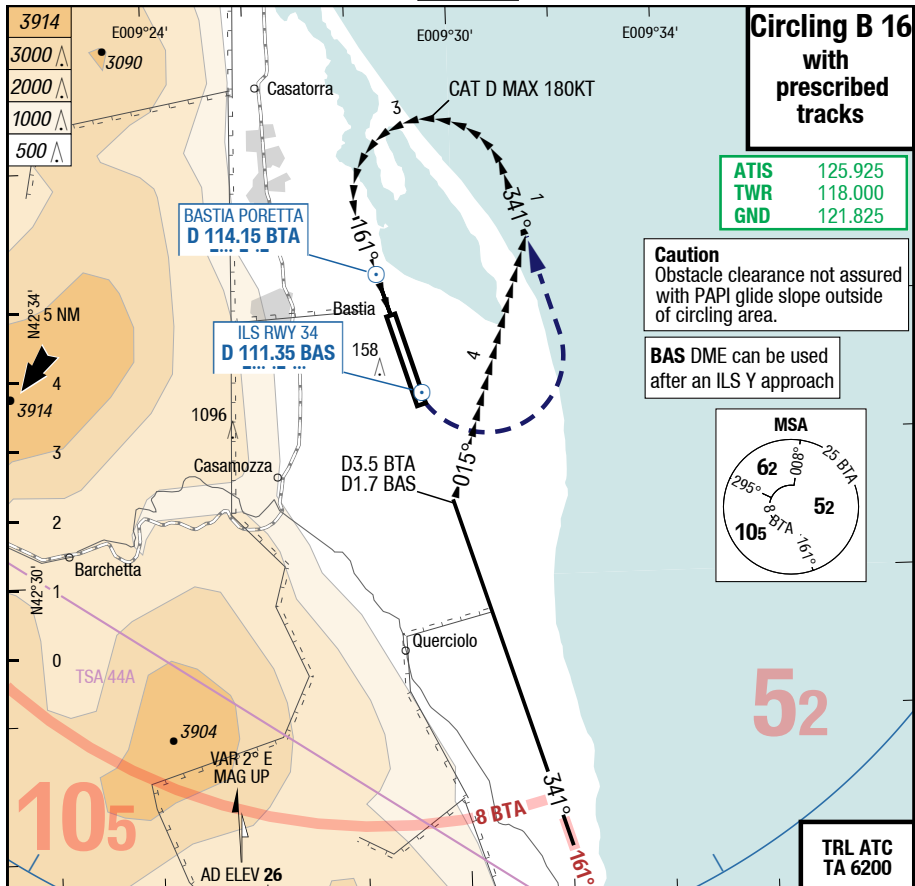 3914
3000
2000
1000
500
E009°24'
E009°30'
E009°34'
Circling B 16
with
prescribed
tracks
3090
Casatorra
CAT D MAX 180KT
3
ATIS 125.925
TWR 118.000
GND 121.825
341°
1
BASTIA PORETTA
D 114.15 BTA
161°
Caution
Obstacle clearance not assured
with PAPI glide slope outside
of circling area.
N42°34'
5 NM
Bastia
ILS RWY 34
D 111.35 BAS
158
4
BAS DME can be used
after an ILS Y approach
4
3914
1096
3
Casamozza
D3.5 BTA
D1.7 BAS
015°
MSA
25 BTA
008°
62
295°
52
8 BTA
105
161°
2
Barchetta
N42°30'
1
Querciolo
0
TSA 44A
52
3904
VAR 2° E
MAG UP
341°
8 BTA
105
161°
AD ELEV 26
TRL ATC
TA 6200